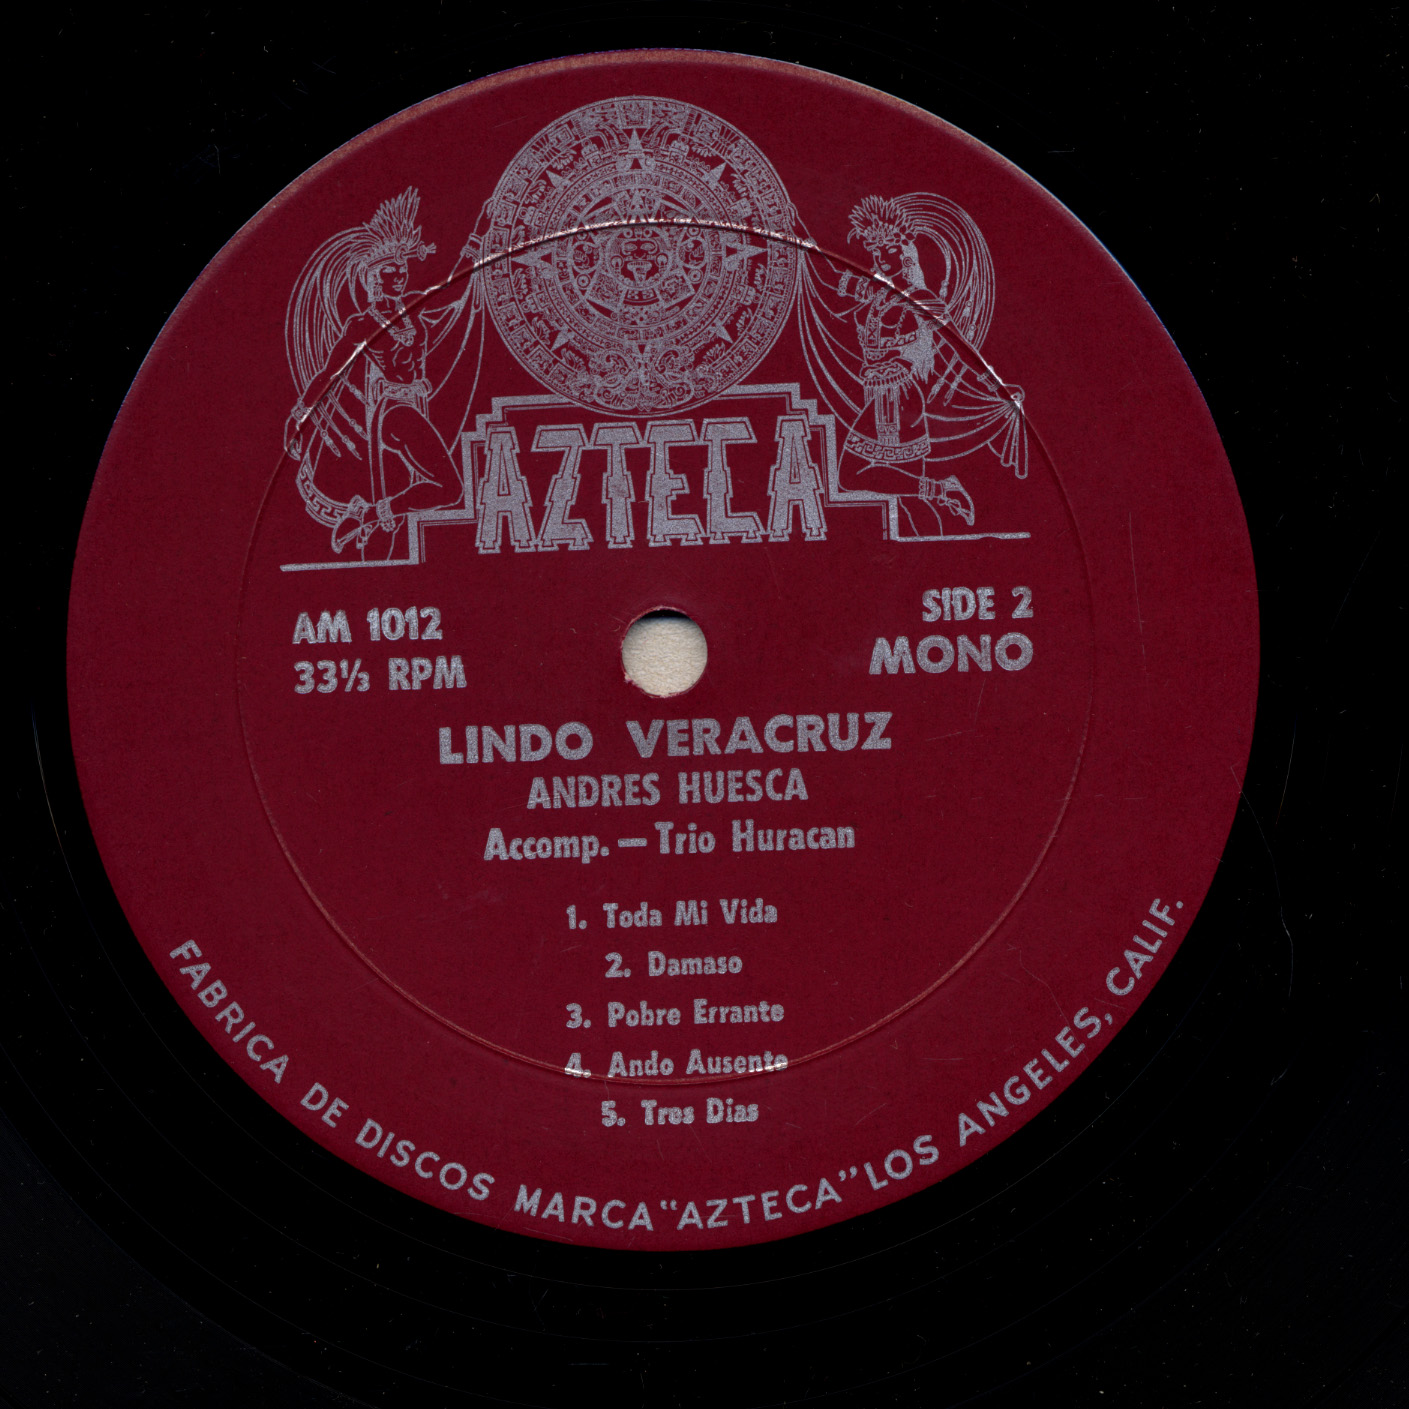 AZTECA
AM 1012
33⅓ RPM
SIDE 2
MONO
LINDO VERACRUZ
ANDRES HUESCA
Accomp. — Trio Huracan
1. Toda Mi Vida
2. Damaso
3. Pobre Errante
4. Ando Ausente
5. Tres Dias
FABRICA DE DISCOS MARCA "AZTECA" LOS ANGELES, CALIF.